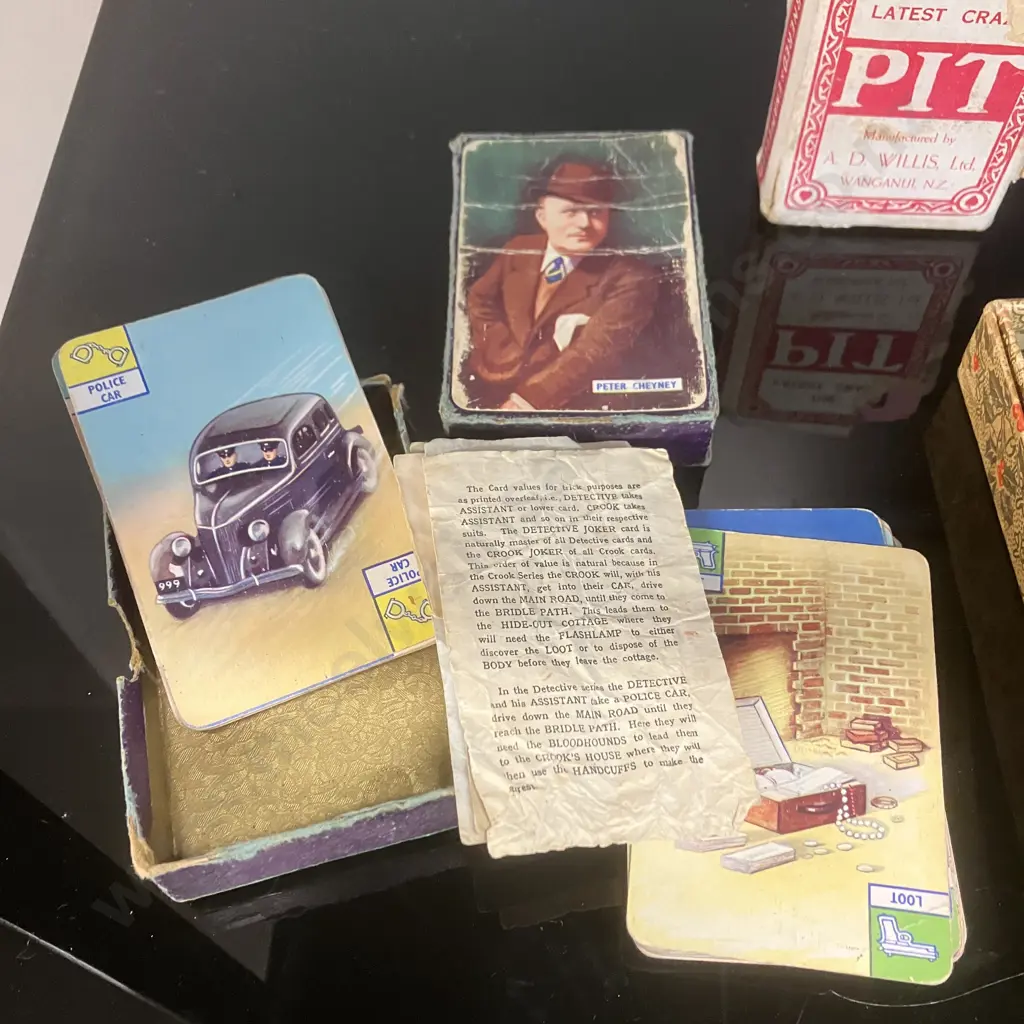 LATEST
PIT
Manufactured by
A. D. WILLIS, Ltd.
WANGANUI, N.Z.
PETER CHEYNEY
POLICE
CAR
999
POLICE
CAR
The Card values for trick purposes are
as printed overleaf, i.e., DETECTIVE takes
ASSISTANT or lower card. CROOK takes
ASSISTANT and so on in their respective
suits. The DETECTIVE JOKER card is
naturally master of all Detective cards and
the CROOK JOKER of all Crook cards.
This order of value is natural because in
the Crook Series the CROOK will, with his
ASSISTANT, get into their CAR, drive
down the MAIN ROAD, until they come to
the BRIDLE PATH. This leads them to
the HIDE-OUT COTTAGE where they
will need the FLASHLAMP to either
discover the LOOT or to dispose of the
BODY before they leave the cottage.
In the Detective series the DETECTIVE
and his ASSISTANT take a POLICE CAR,
drive down the MAIN ROAD until they
reach the BRIDLE PATH. Here they will
need the BLOODHOUNDS to lead them
to the CROOK'S HOUSE where they will
then use the HANDCUFFS to make the
arrest.
LOOT